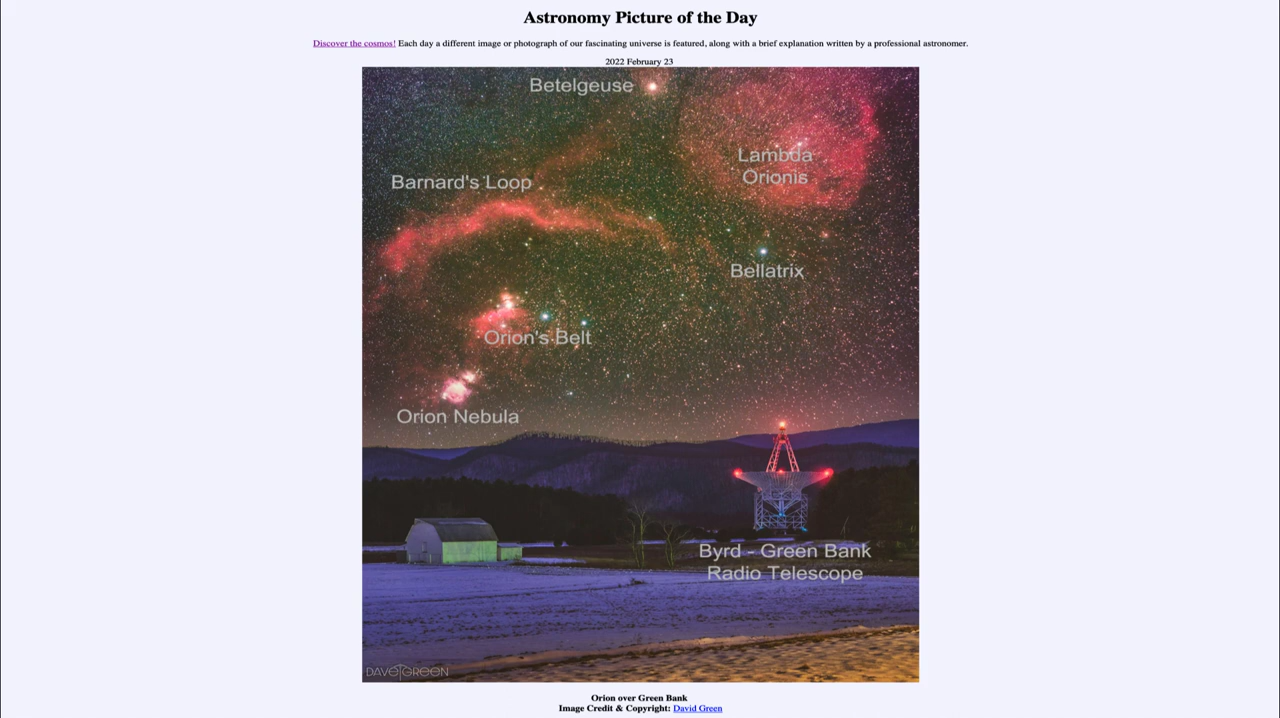 Astronomy Picture of the Day
Discover the cosmos! Each day a different image or photograph of our fascinating universe is featured, along with a brief explanation written by a professional astronomer.
2022 February 23
Betelgeuse
Lambda
Orionis
Barnard's Loop
Bellatrix
Orion's Belt
Orion Nebula
Byrd - Green Bank
Radio Telescope
DAVE GREEN
Orion over Green Bank
Image Credit & Copyright: David Green